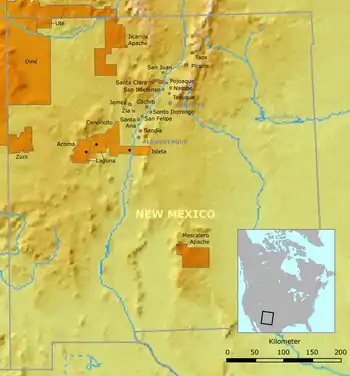 Ute
Diné
Jicarilla
Apache
Taos
San Juan
Picuris
Santa Clara
Pojoaque
San Ildefonso
Nambé
Jemez
Cochiti
Tesuque
Zia
Santo Domingo
Santa
Ana
San Felipe
Canoncito
Sandia
ALBUQUERQUE
Acoma
Zuni
Laguna
Isleta
NEW MEXICO
Mescalero
Apache
Kilometer
0 50 100 150 200